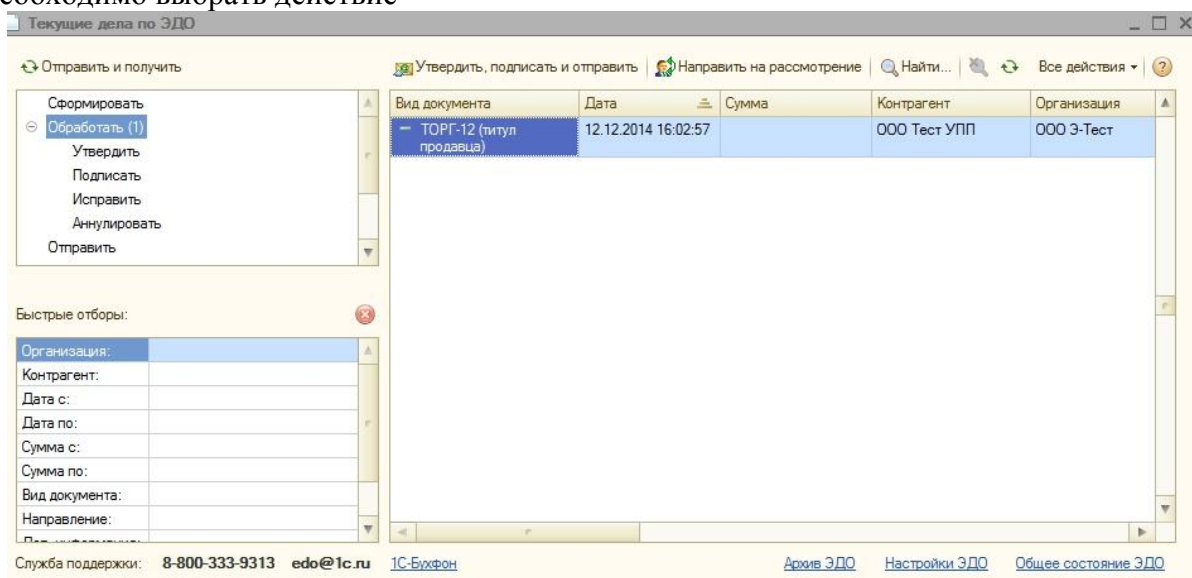 еобходимо выбрать действие
Текущие дела по ЭДО
Отправить и получить
Утвердить, подписать и отправить Направить на рассмотрение Найти... Все действия
Сформировать
Обработать (1)
Утвердить
Подписать
Исправить
Аннулировать
Отправить
Вид документа Дата Сумма Контрагент Организация
ТОРГ-12 (титул продавца) 12.12.2014 16:02:57 ООО Тест УПП ООО Э-Тест
Быстрые отборы:
Организация:
Контрагент:
Дата с:
Дата по:
Сумма с:
Сумма по:
Вид документа:
Направление:
Служба поддержки: 8-800-333-9313 edo@1c.ru 1С-Бухфон Архив ЭДО Настройки ЭДО Общее состояние ЭДО